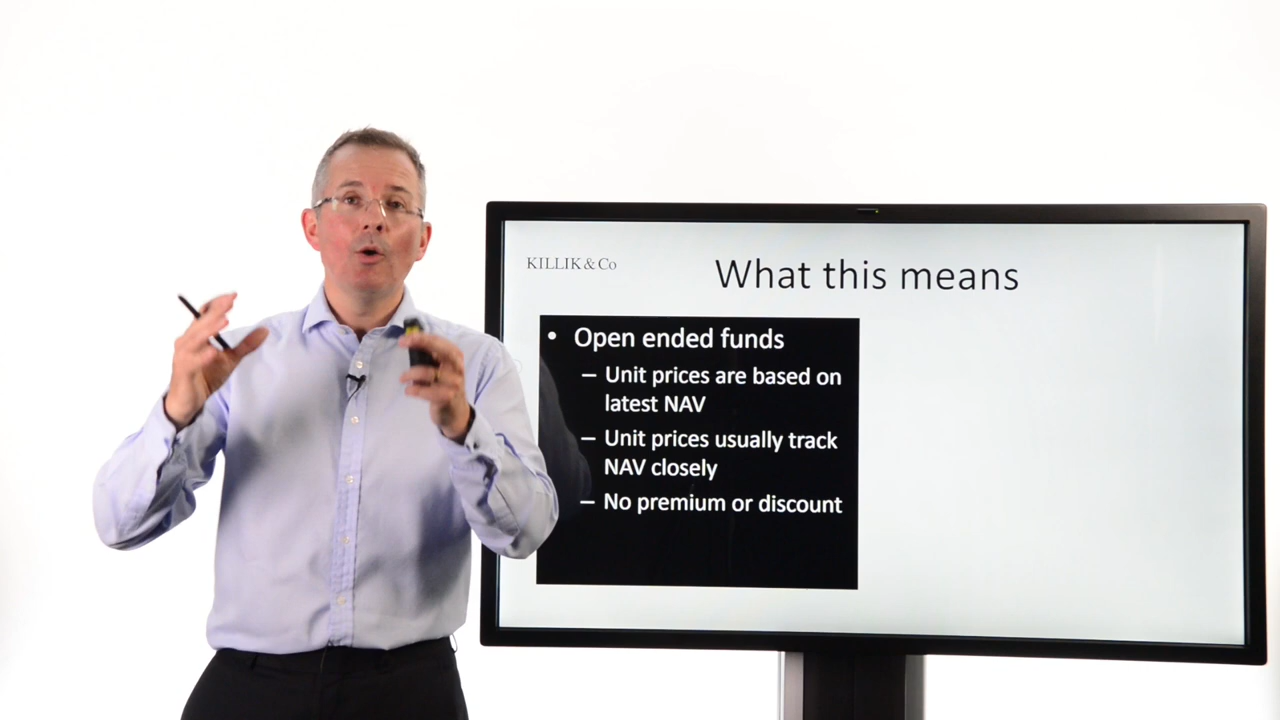 KILLIK & Co
What this means
• Open ended funds
– Unit prices are based on
latest NAV
– Unit prices usually track
NAV closely
– No premium or discount